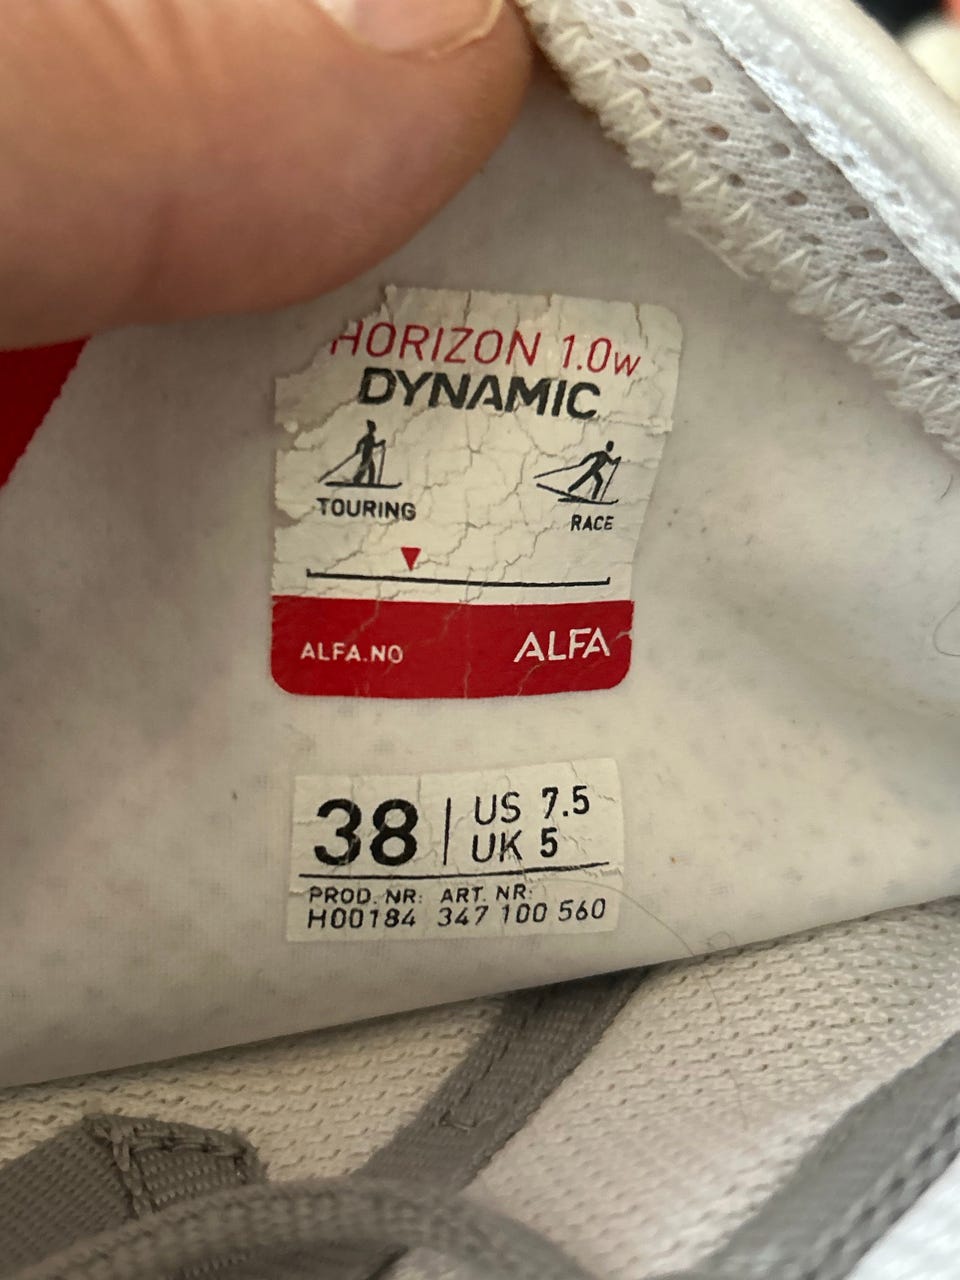 HORIZON 1.0w
DYNAMIC
TOURING
RACE
ALFA.NO ALFA
38 | US 7.5
UK 5
PROD. NR: ART. NR:
H00184 347 100 560